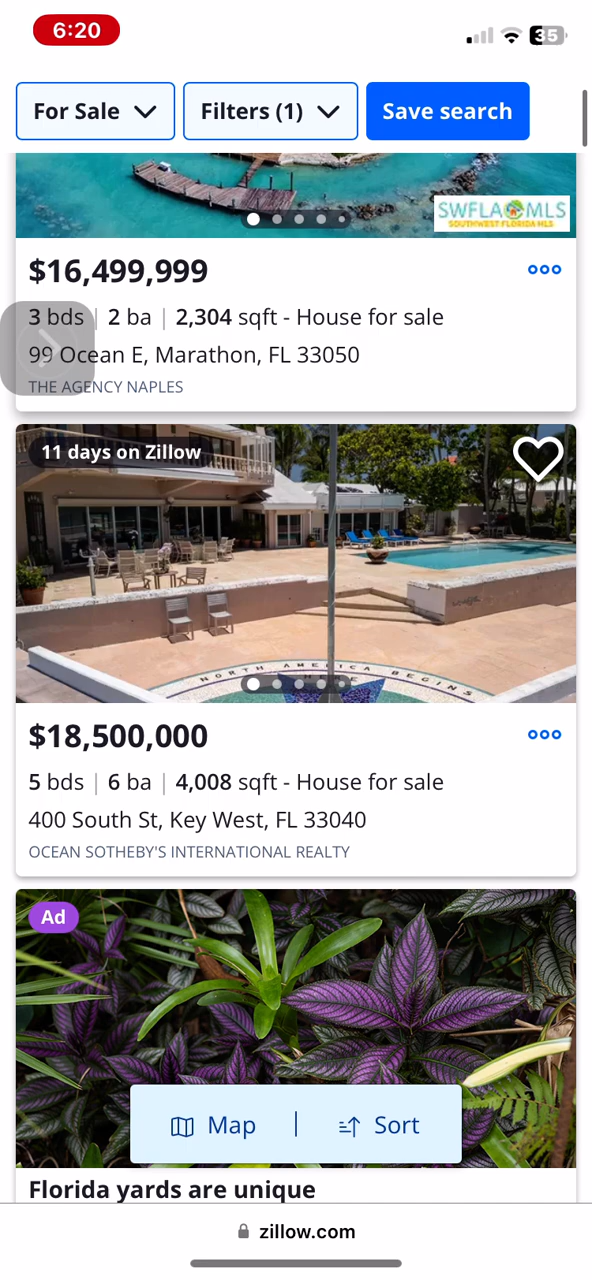 6:20
35
For Sale
Filters (1)
Save search
SWFLA MLS
SOUTHWEST FLORIDA MLS
$16,499,999
3 bds | 2 ba | 2,304 sqft - House for sale
99 Ocean E, Marathon, FL 33050
THE AGENCY NAPLES
11 days on Zillow
NORTH AMERICA BEGINS
$18,500,000
5 bds | 6 ba | 4,008 sqft - House for sale
400 South St, Key West, FL 33040
OCEAN SOTHEBY'S INTERNATIONAL REALTY
Ad
Map | Sort
Florida yards are unique
zillow.com